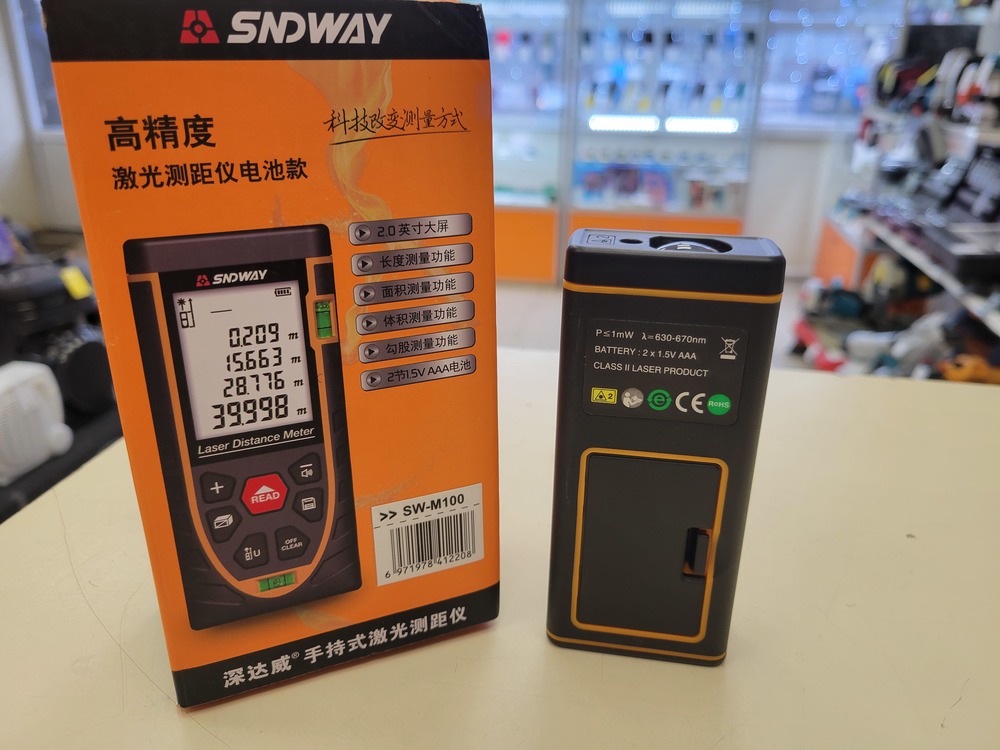 SNDWAY
高精度
科技改变测量方式
激光测距仪电池款
2.0 英寸大屏
长度测量功能
面积测量功能
体积测量功能
勾股测量功能
2节1.5V AAA电池
SNDWAY
0.209 m
15.663 m
28.776 m
39.998 m
Laser Distance Meter
READ
OFF
CLEAR
>> SW-M100
6 971978 412208
深达威® 手持式激光测距仪
P≤1mW λ=630-670nm
BATTERY : 2 x 1.5V AAA
CLASS II LASER PRODUCT
2
e
CE
RoHS